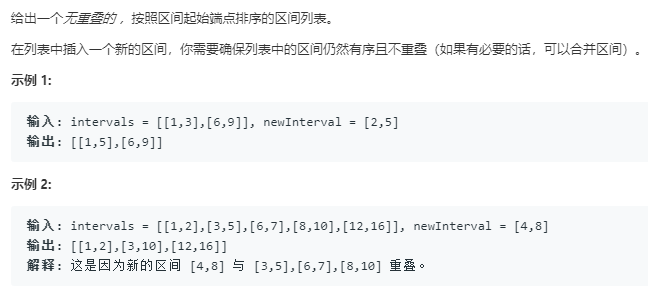 给出一个无重叠的 ，按照区间起始端点排序的区间列表。
在列表中插入一个新的区间，你需要确保列表中的区间仍然有序且不重叠（如果有必要的话，可以合并区间）。
示例 1:
输入: intervals = [[1,3],[6,9]], newInterval = [2,5]
输出: [[1,5],[6,9]]
示例 2:
输入: intervals = [[1,2],[3,5],[6,7],[8,10],[12,16]], newInterval = [4,8]
输出: [[1,2],[3,10],[12,16]]
解释: 这是因为新的区间 [4,8] 与 [3,5],[6,7],[8,10] 重叠。